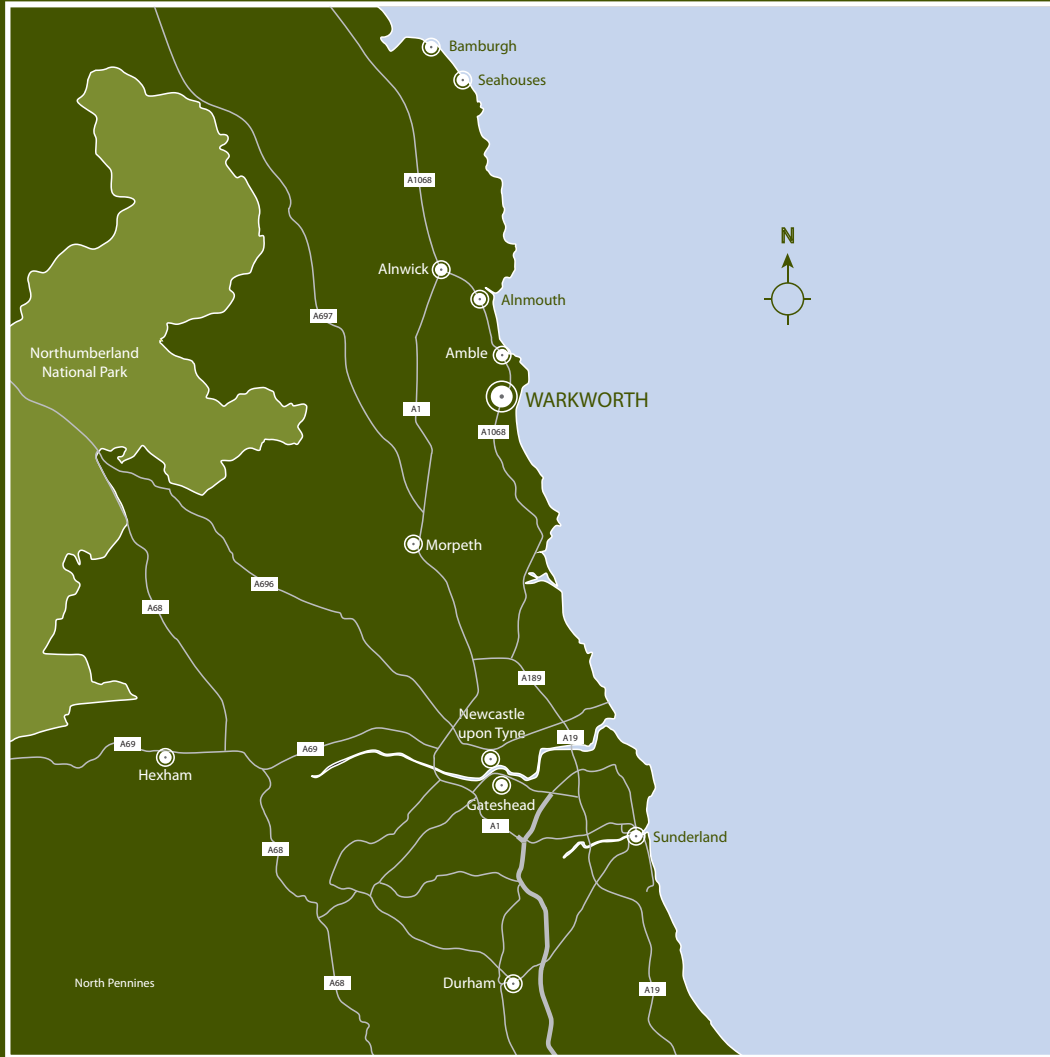 Bamburgh
Seahouses
A1068
N
Alnwick
Alnmouth
A697
Northumberland
National Park
Amble
WARKWORTH
A1
A1068
Morpeth
A696
A68
A189
Newcastle
upon Tyne
A19
A69
A69
Hexham
Gateshead
A1
Sunderland
A68
North Pennines
A68
Durham
A19